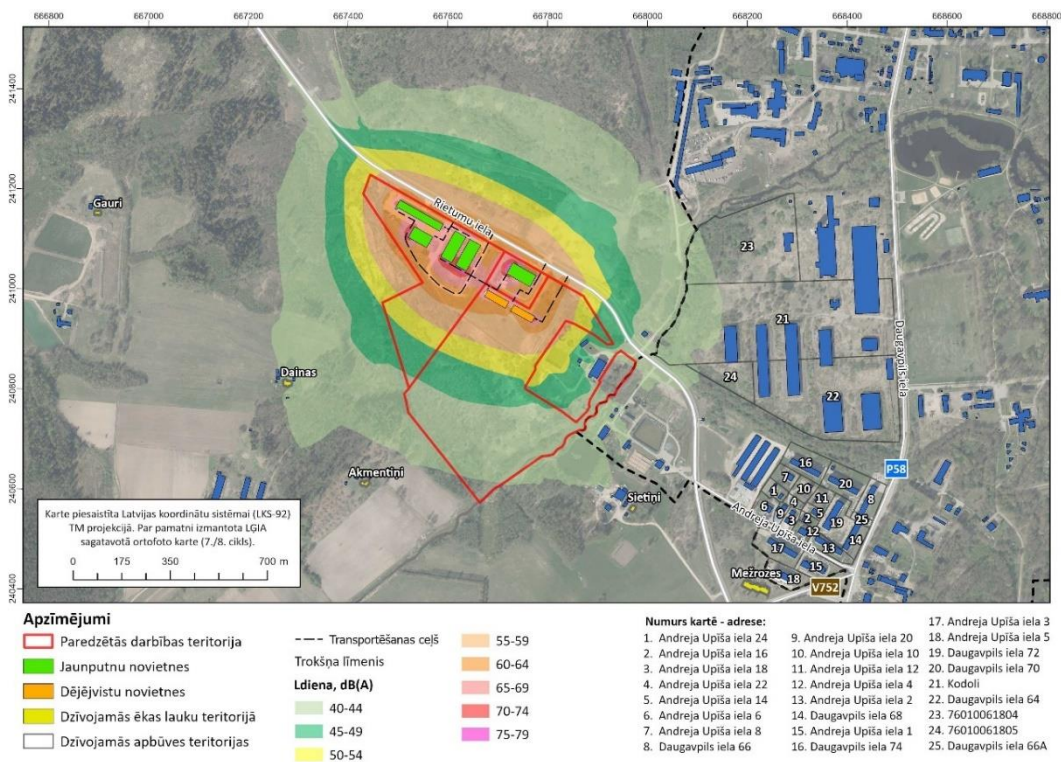 666800 667000 667200 667400 667600 667800 668000 668200 668400 668600 668800
241400
241200
241000
240800
240600
240400
Gauri
Rietumu iela
23
21
Daugavpils iela
Dainas
24
22
Akmentiņi
Sietiņi
P58
16
7
20
1
10
8
4
11
6
9
3
2
5
19
25
12
14
17
13
15
18
Andreja Upīša iela
Mežrozes
V752
Karte piesaistīta Latvijas koordinātu sistēmai (LKS-92)
TM projekcijā. Par pamatni izmantota LGIA
sagatavotā ortofoto karte (7./8. cikls).
0 175 350 700 m
Apzīmējumi
Paredzētās darbības teritorija
Jaunputnu novietnes
Dējējvistu novietnes
Dzīvojamās ēkas lauku teritorijā
Dzīvojamās apbūves teritorijas
Transportēšanas ceļš
Trokšņa līmenis
Ldiena, dB(A)
40-44
45-49
50-54
55-59
60-64
65-69
70-74
75-79
Numurs kartē - adrese:
1. Andreja Upīša iela 24
2. Andreja Upīša iela 16
3. Andreja Upīša iela 18
4. Andreja Upīša iela 22
5. Andreja Upīša iela 14
6. Andreja Upīša iela 6
7. Andreja Upīša iela 8
8. Daugavpils iela 66
9. Andreja Upīša iela 20
10. Andreja Upīša iela 10
11. Andreja Upīša iela 12
12. Andreja Upīša iela 4
13. Andreja Upīša iela 2
14. Daugavpils iela 68
15. Andreja Upīša iela 1
16. Daugavpils iela 74
17. Andreja Upīša iela 3
18. Andreja Upīša iela 5
19. Daugavpils iela 72
20. Daugavpils iela 70
21. Kodoli
22. Daugavpils iela 64
23. 76010061804
24. 76010061805
25. Daugavpils iela 66A